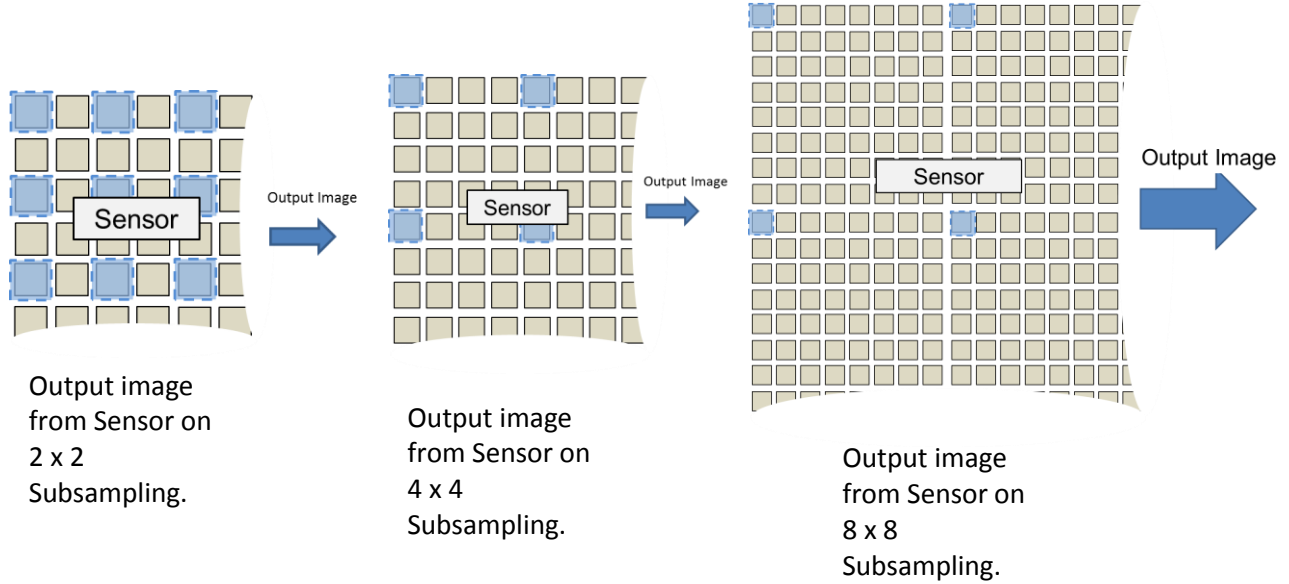 Sensor
Output Image
Output image
from Sensor on
2 x 2
Subsampling.
Sensor
Output Image
Output image
from Sensor on
4 x 4
Subsampling.
Sensor
Output Image
Output image
from Sensor on
8 x 8
Subsampling.